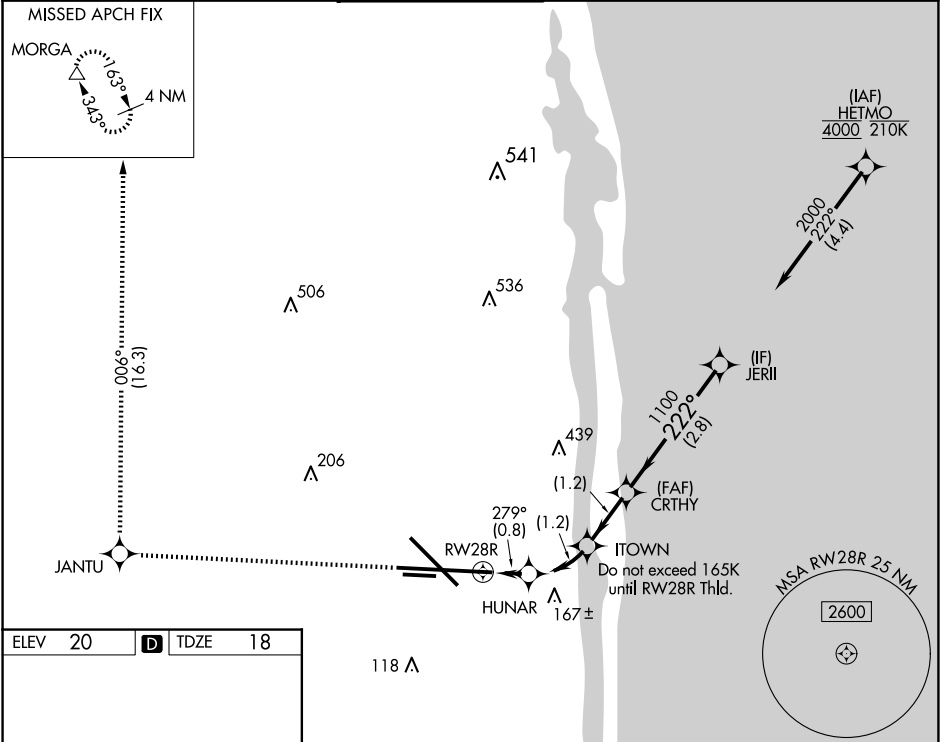 MISSED APCH FIX
MORGA
163°
343°
4 NM
(IAF)
HETMO
4000 210K
541
2000
222°
(4.4)
506
536
006°
(16.3)
(IF)
JERII
1100
222°
(2.8)
439
206
(1.2)
(FAF)
CRTHY
279°
(0.8)
(1.2)
RW28R
ITOWN
JANTU
Do not exceed 165K
until RW28R Thld.
HUNAR
167 ±
MSA RW28R 25 NM
2600
ELEV 20 D TDZE 18
118